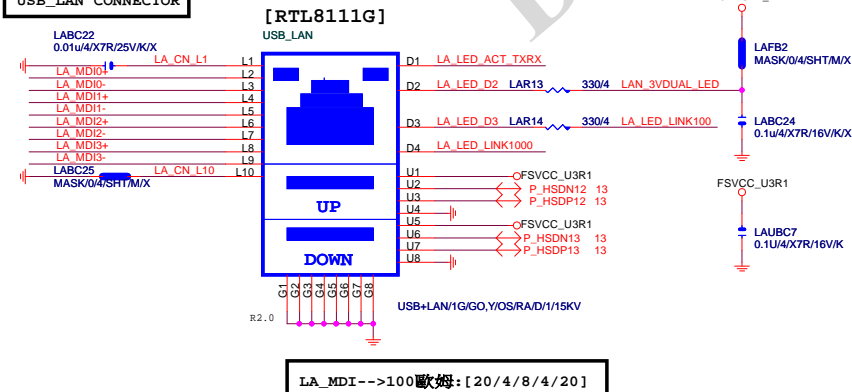 USB_LAN CONNECTOR
[RTL8111G]
USB_LAN
LABC22
0.01u/4/X7R/25V/K/X
LA_CN_L1
L1
LA_MDI0+
L2
LA_MDI0-
L3
LA_MDI1+
L4
LA_MDI1-
L5
LA_MDI2+
L6
LA_MDI2-
L7
LA_MDI3+
L8
LA_MDI3-
L9
LABC25
LA_CN_L10
L10
MASK/0/4/SHT/M/X
D1 LA_LED_ACT_TXRX
D2 LA_LED_D2 LAR13 330/4 LAN_3VDUAL_LED
D3 LA_LED_D3 LAR14 330/4 LA_LED_LINK100
D4 LA_LED_LINK1000
U1 FSVCC_U3R1
U2 P_HSDN12 13
U3 P_HSDP12 13
U4
U5 FSVCC_U3R1
U6 P_HSDN13 13
U7 P_HSDP13 13
U8
UP
DOWN
G1 G2 G3 G4 G5 G6 G7 G8
R2.0
USB+LAN/1G/GO,Y/OS/RA/D/1/15KV
LAFB2
MASK/0/4/SHT/M/X
LABC24
0.1u/4/X7R/16V/K/X
FSVCC_U3R1
LAUBC7
0.1U/4/X7R/16V/K
LA_MDI-->100歐姆:[20/4/8/4/20]